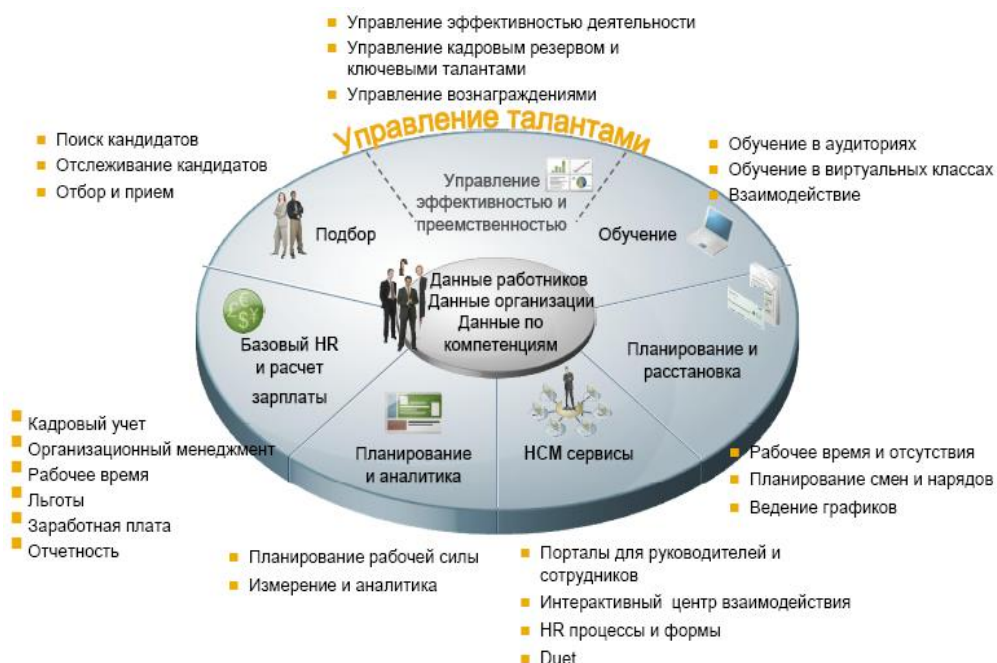 Управление эффективностью деятельности
Управление кадровым резервом и
ключевыми талантами
Управление вознаграждениями
Управление талантами
Поиск кандидатов
Отслеживание кандидатов
Отбор и прием
Обучение в аудиториях
Обучение в виртуальных классах
Взаимодействие
Управление
эффективностью и
преемственностью
Подбор
Обучение
Данные работников
Данные организации
Данные по
компетенциям
Базовый HR
и расчет
зарплаты
Планирование и
расстановка
Планирование
и аналитика
HCM сервисы
Кадровый учет
Организационный менеджмент
Рабочее время
Льготы
Заработная плата
Отчетность
Рабочее время и отсутствия
Планирование смен и нарядов
Ведение графиков
Планирование рабочей силы
Измерение и аналитика
Порталы для руководителей и
сотрудников
Интерактивный центр взаимодействия
HR процессы и формы
Duet